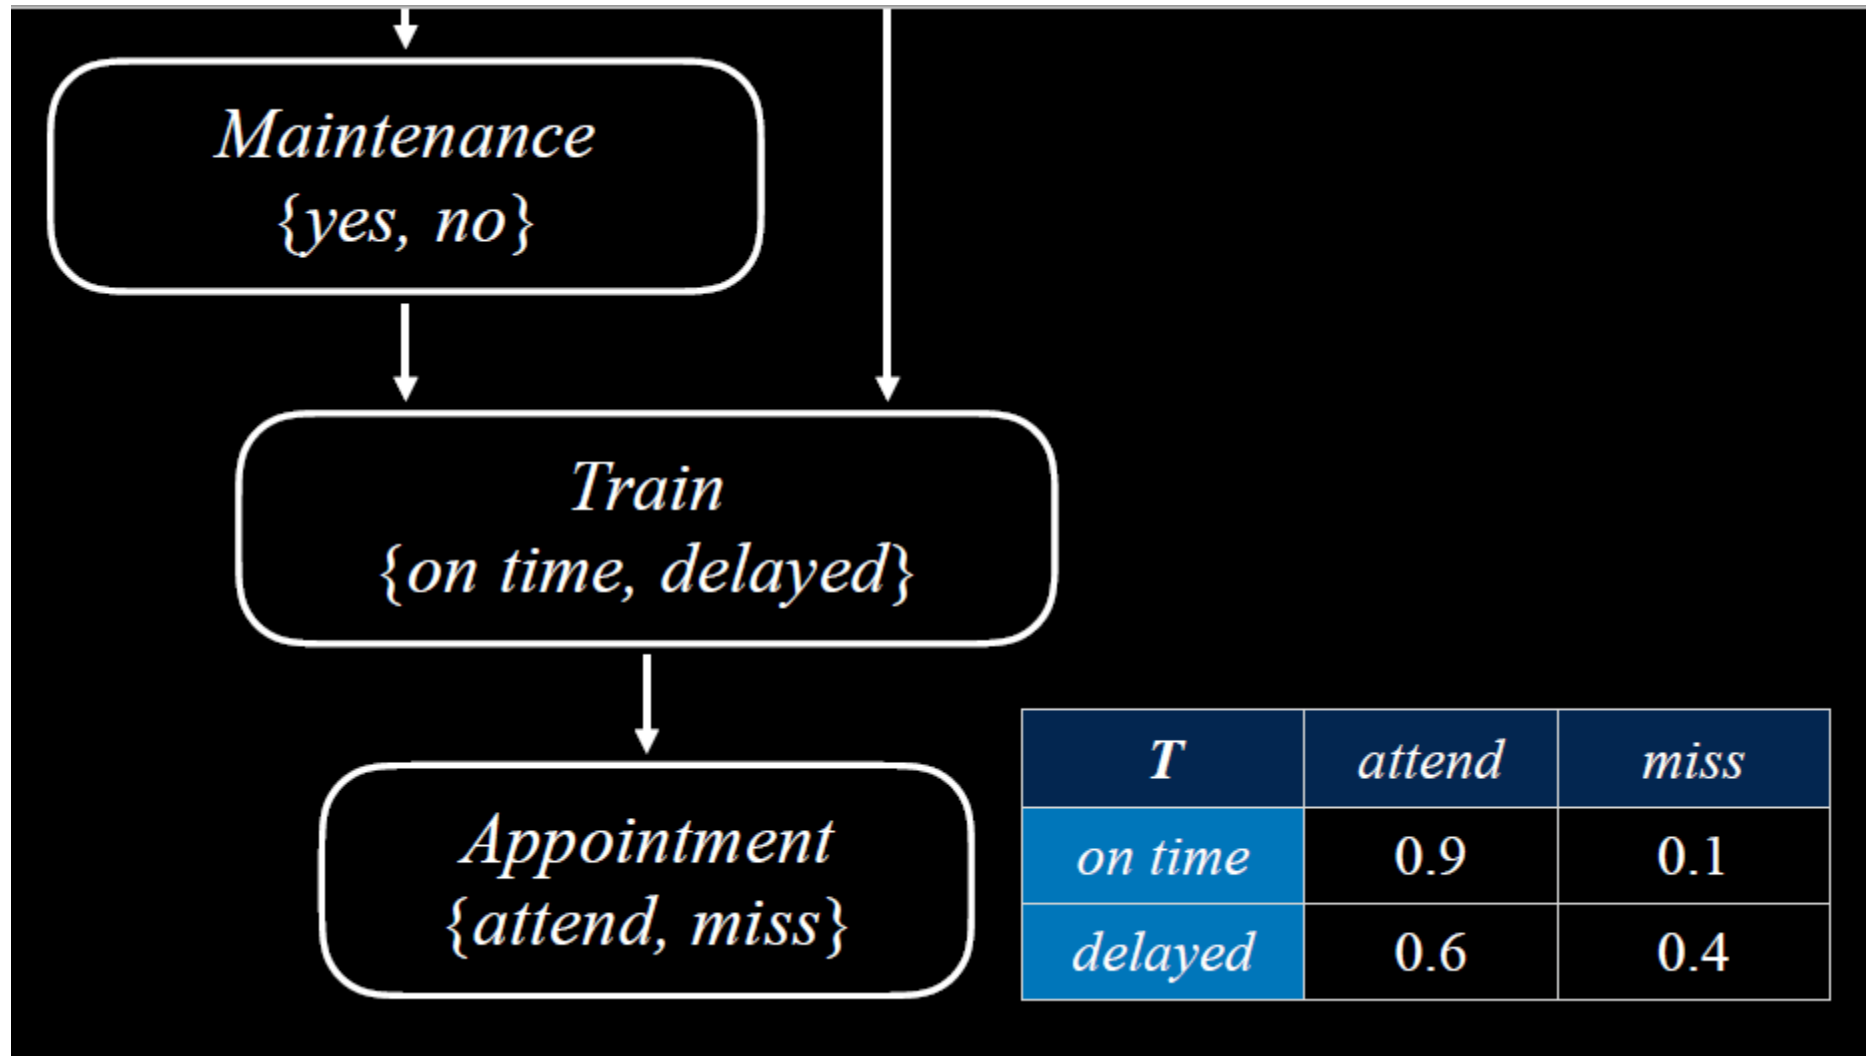 Maintenance
{yes, no}
Train
{on time, delayed}
Appointment
{attend, miss}
T attend miss
on time 0.9 0.1
delayed 0.6 0.4